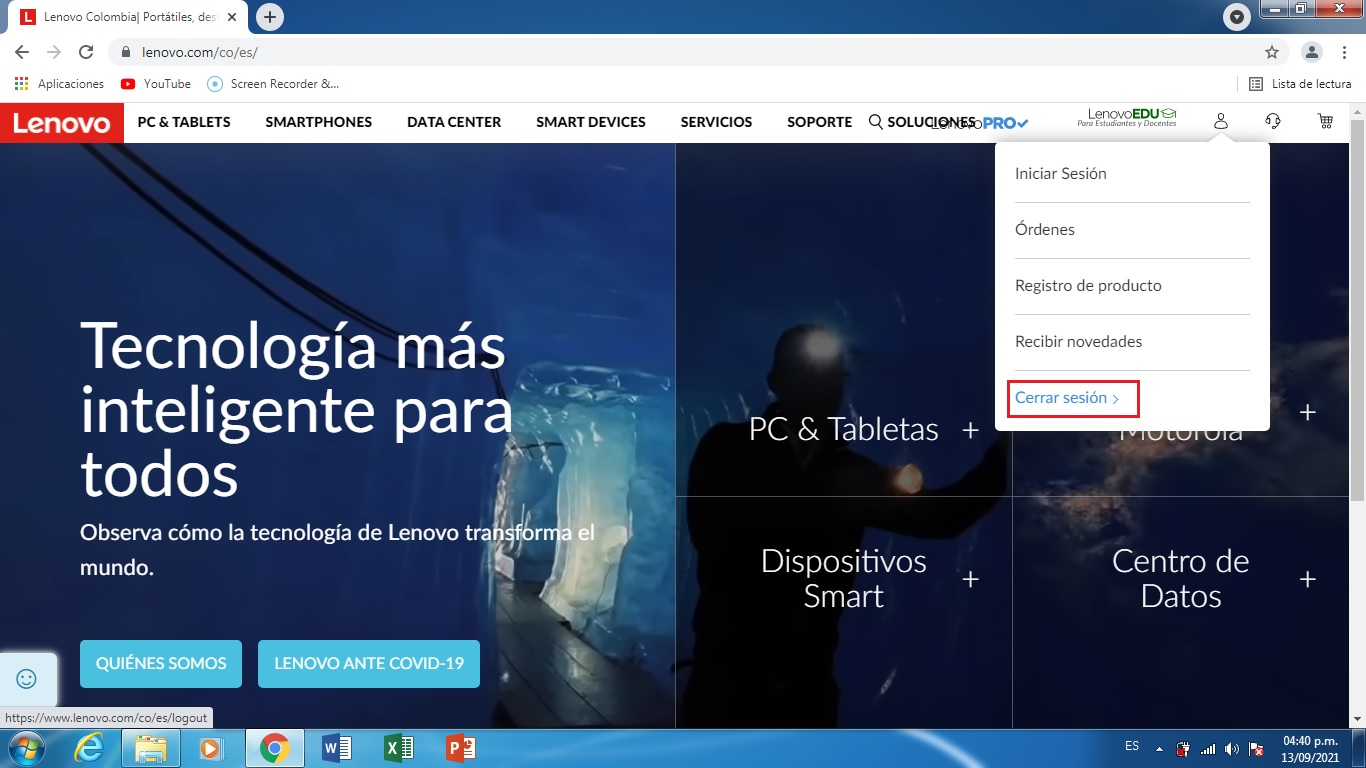 Lenovo Colombia| Portátiles, des
lenovo.com/co/es/
Aplicaciones
YouTube
Screen Recorder &...
Lista de lectura
Lenovo
PC & TABLETS
SMARTPHONES
DATA CENTER
SMART DEVICES
SERVICIOS
SOPORTE
SOLUCIONES
LenovoPRO
LenovoEDU
Para Estudiantes y Docentes
Iniciar Sesión
Órdenes
Registro de producto
Recibir novedades
Cerrar sesión >
Tecnología más
inteligente para
todos
Observa cómo la tecnología de Lenovo transforma el
mundo.
QUIÉNES SOMOS
LENOVO ANTE COVID-19
PC & Tabletas +
Motorola +
Dispositivos
Smart +
Centro de
Datos +
https://www.lenovo.com/co/es/logout
ES
04:40 p.m.
13/09/2021